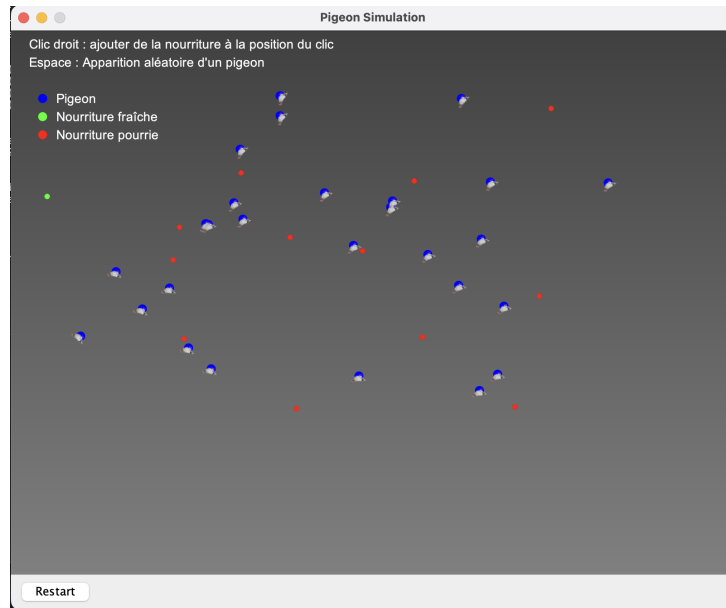 Pigeon Simulation
Clic droit : ajouter de la nourriture à la position du clic
Espace : Apparition aléatoire d'un pigeon
Pigeon
Nourriture fraîche
Nourriture pourrie
Restart